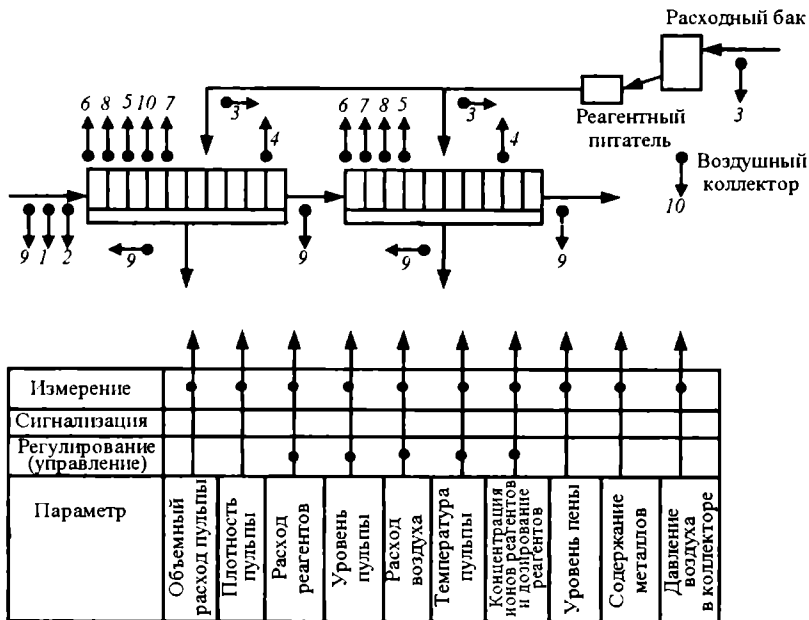 Расходный бак
6 8 5 10 7
3
4
6 7 8 5
3
4
Реагентный
питатель
3
Воздушный
коллектор
10
9 1 2
9
9
9
9
Измерение
Сигнализация
Регулирование
(управление)
Параметр
Объемный
расход пульпы
Плотность
пульпы
Расход
реагентов
Уровень
пульпы
Расход
воздуха
Температура
пульпы
Концентрация
ионов реагентов
и дозирование
реагентов
Уровень пены
Содержание
металлов
Давление
воздуха
в коллекторе